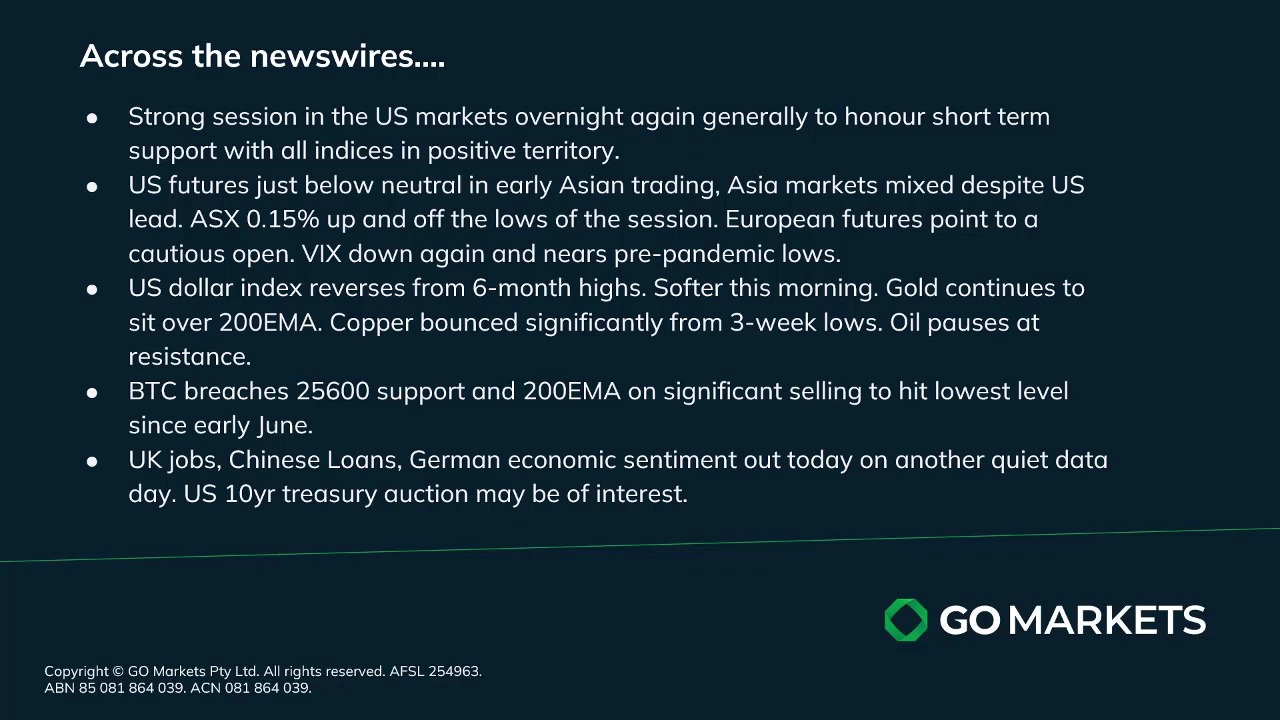 Across the newswires....
● Strong session in the US markets overnight again generally to honour short term
support with all indices in positive territory.
● US futures just below neutral in early Asian trading, Asia markets mixed despite US
lead. ASX 0.15% up and off the lows of the session. European futures point to a
cautious open. VIX down again and nears pre-pandemic lows.
● US dollar index reverses from 6-month highs. Softer this morning. Gold continues to
sit over 200EMA. Copper bounced significantly from 3-week lows. Oil pauses at
resistance.
● BTC breaches 25600 support and 200EMA on significant selling to hit lowest level
since early June.
● UK jobs, Chinese Loans, German economic sentiment out today on another quiet data
day. US 10yr treasury auction may be of interest.
GO MARKETS
Copyright © GO Markets Pty Ltd. All rights reserved. AFSL 254963.
ABN 85 081 864 039. ACN 081 864 039.